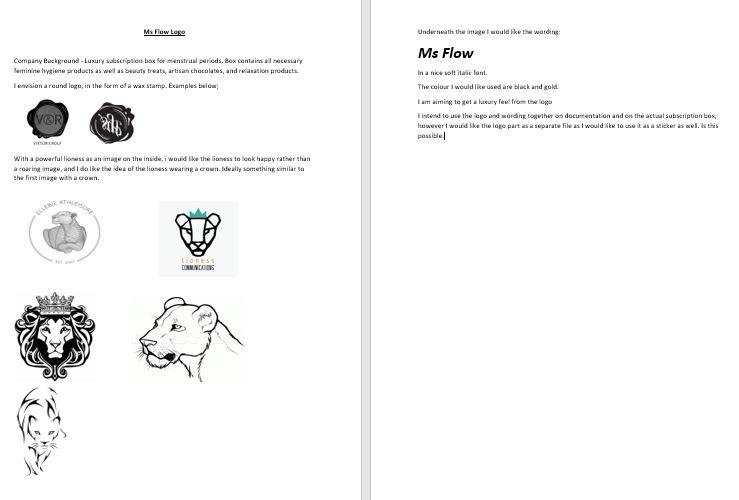 Ms Flow Logo
Company Background - Luxury subscription box for menstrual periods. Box contains all necessary
feminine hygiene products as well as beauty treats, artisan chocolates, and relaxation products.
I envision a round logo, in the form of a wax stamp. Examples below;
V&R
VIKTOR&ROLF
With a powerful lioness as an image on the inside, i would like the lioness to look happy rather than
a roaring image, and I do like the idea of the lioness wearing a crown. Ideally something similar to
the first image with a crown.
ELLEBIE ATHLEISURE
lioness
COMMUNICATIONS
Underneath the image I would like the wording:
Ms Flow
In a nice soft italic font.
The colour I would like used are black and gold.
I am aiming to get a luxury feel from the logo
I intend to use the logo and wording together on documentation and on the actual subscription box,
however I would like the logo part as a separate file as I would like to use it as a sticker as well. Is this
possible.